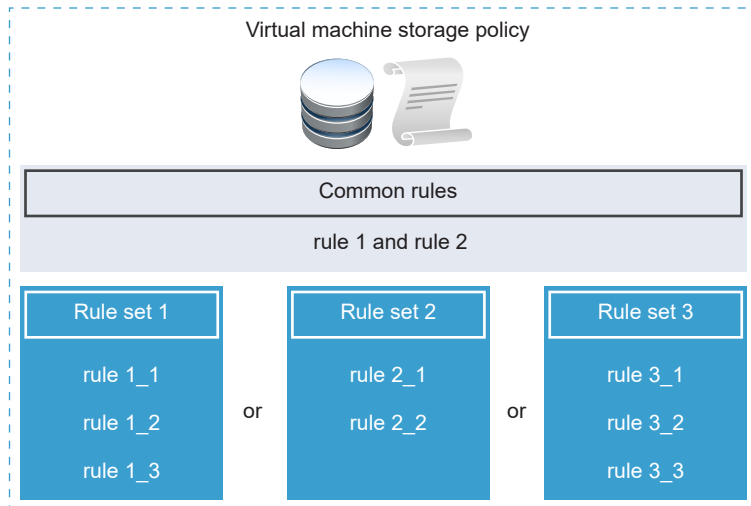 Virtual machine storage policy
Common rules
rule 1 and rule 2
Rule set 1
rule 1_1
rule 1_2
rule 1_3
or
Rule set 2
rule 2_1
rule 2_2
or
Rule set 3
rule 3_1
rule 3_2
rule 3_3